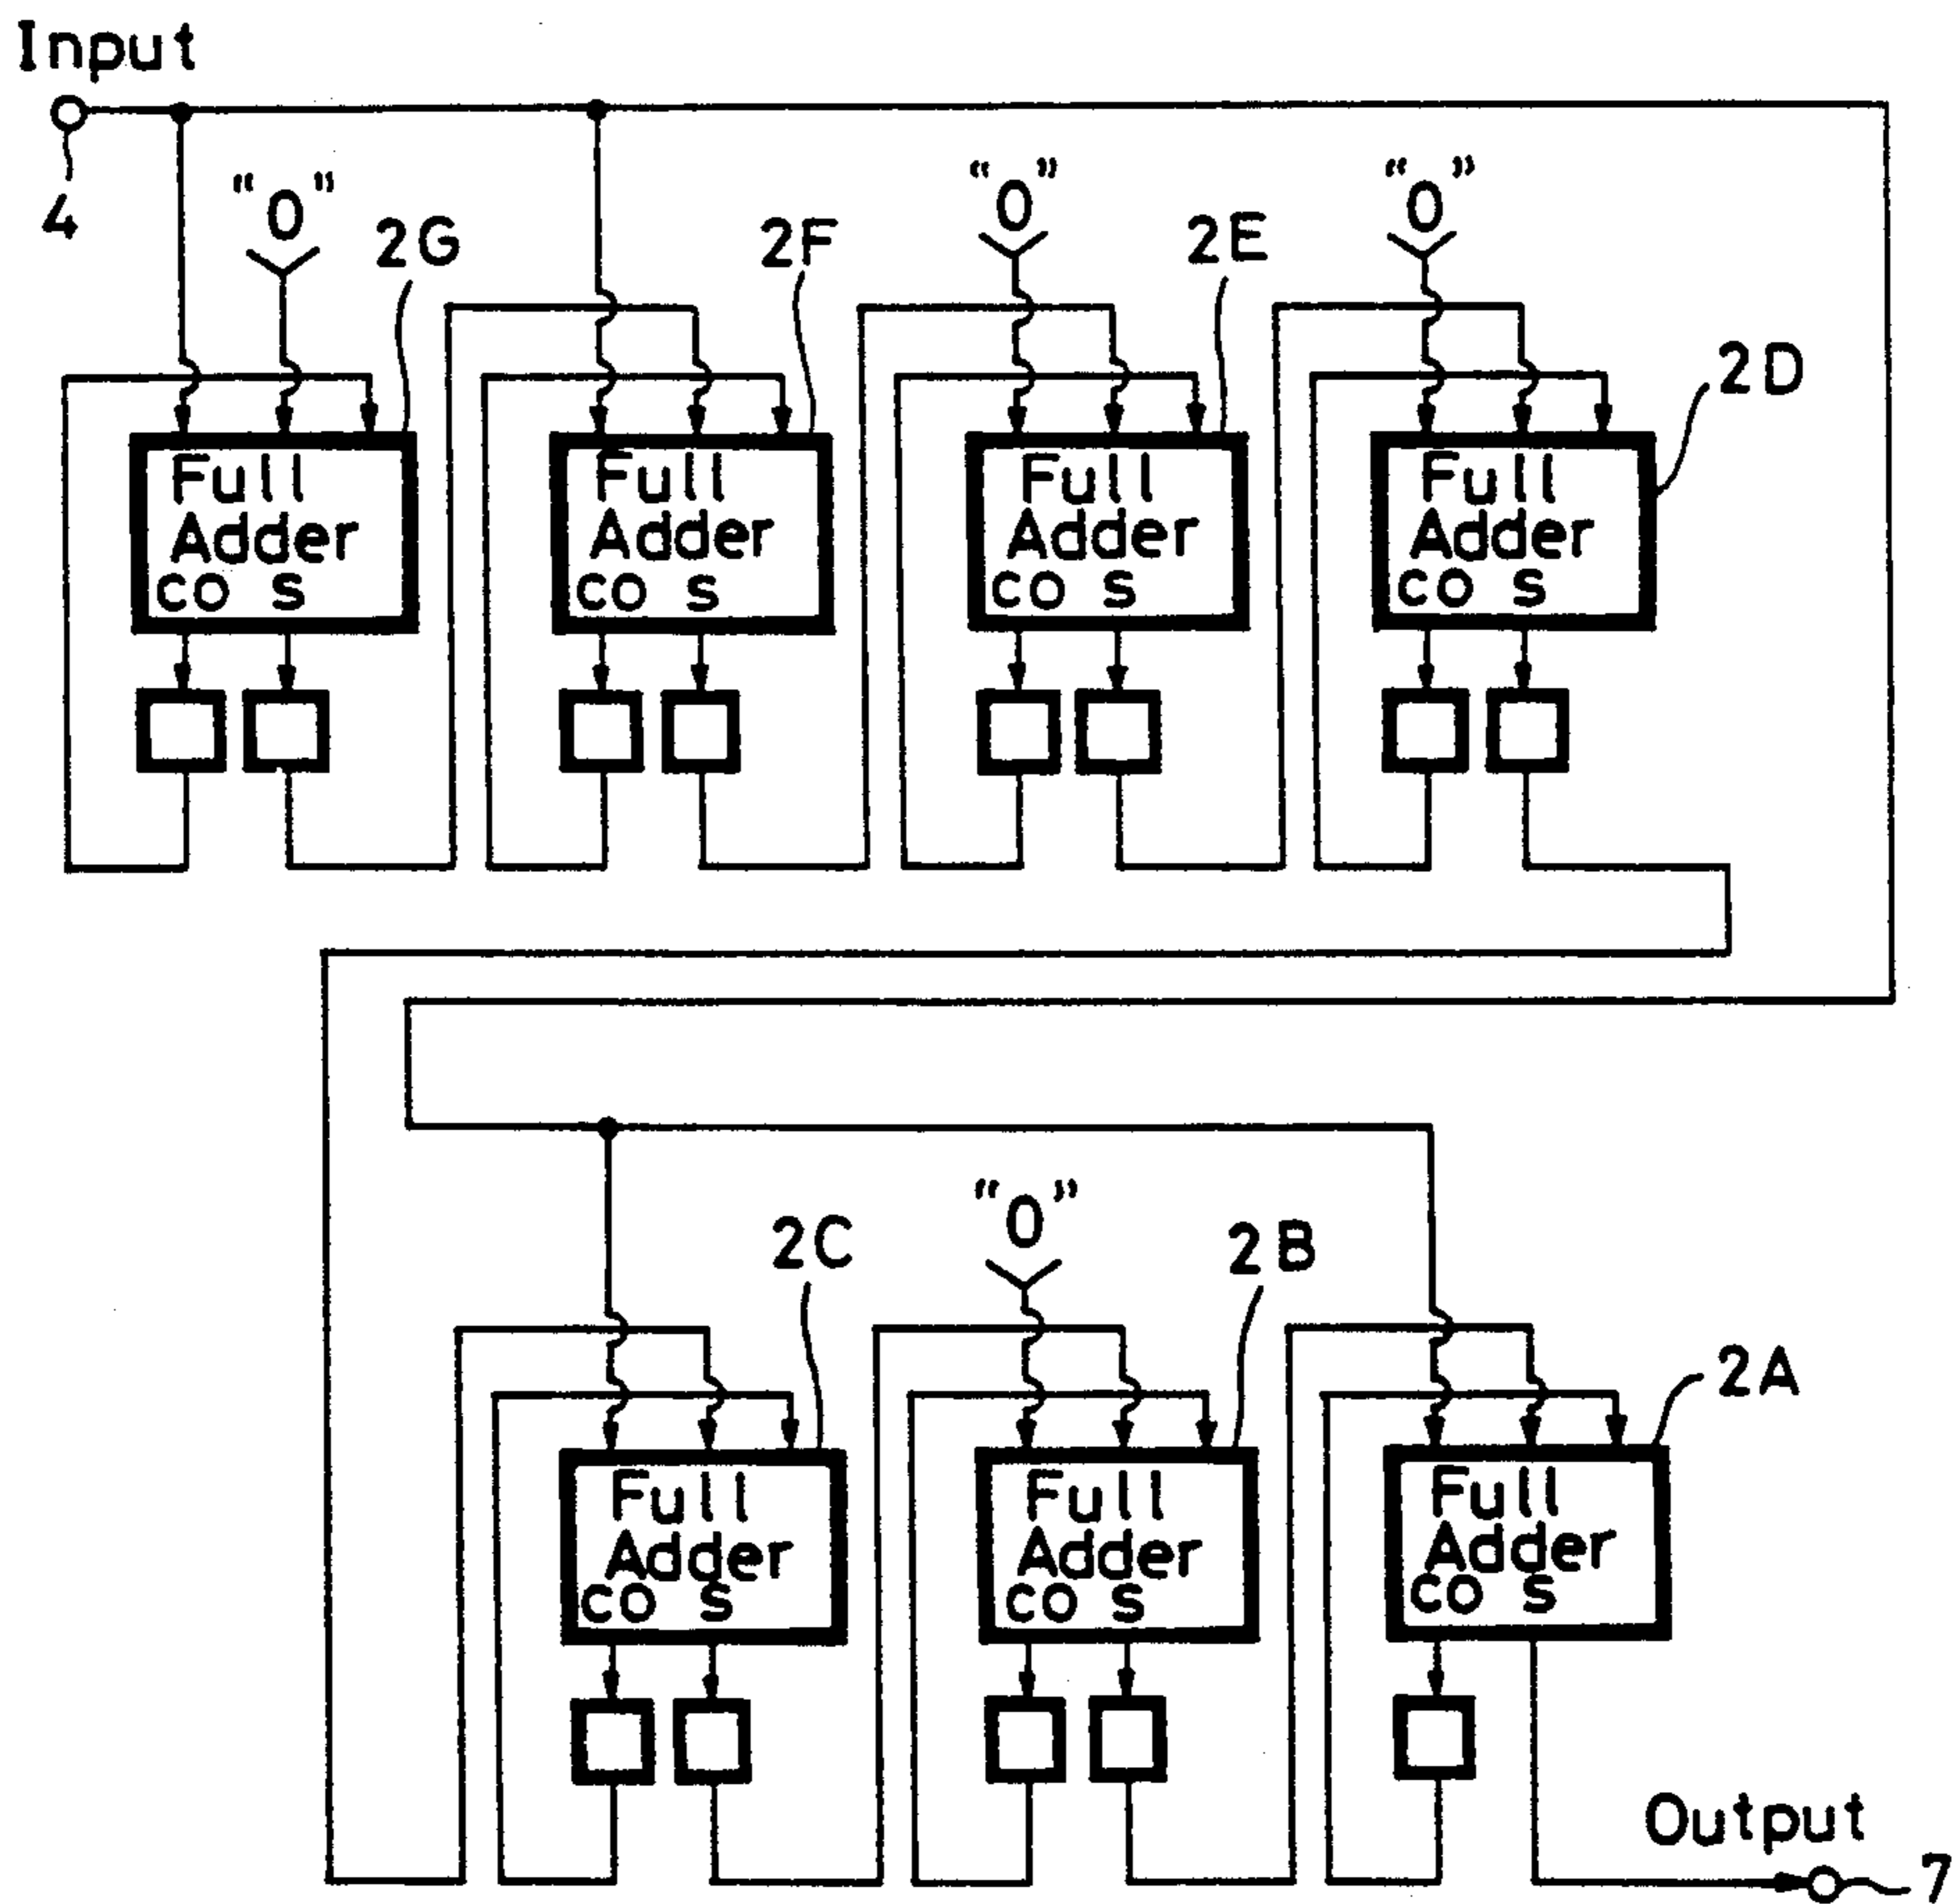 Input
4
"0"
2G
2F
"0"
2E
"0"
2D
Full
Adder
CO S
Full
Adder
CO S
Full
Adder
CO S
Full
Adder
CO S
2C
"0"
2B
2A
Full
Adder
CO S
Full
Adder
CO S
Full
Adder
CO S
Output
7